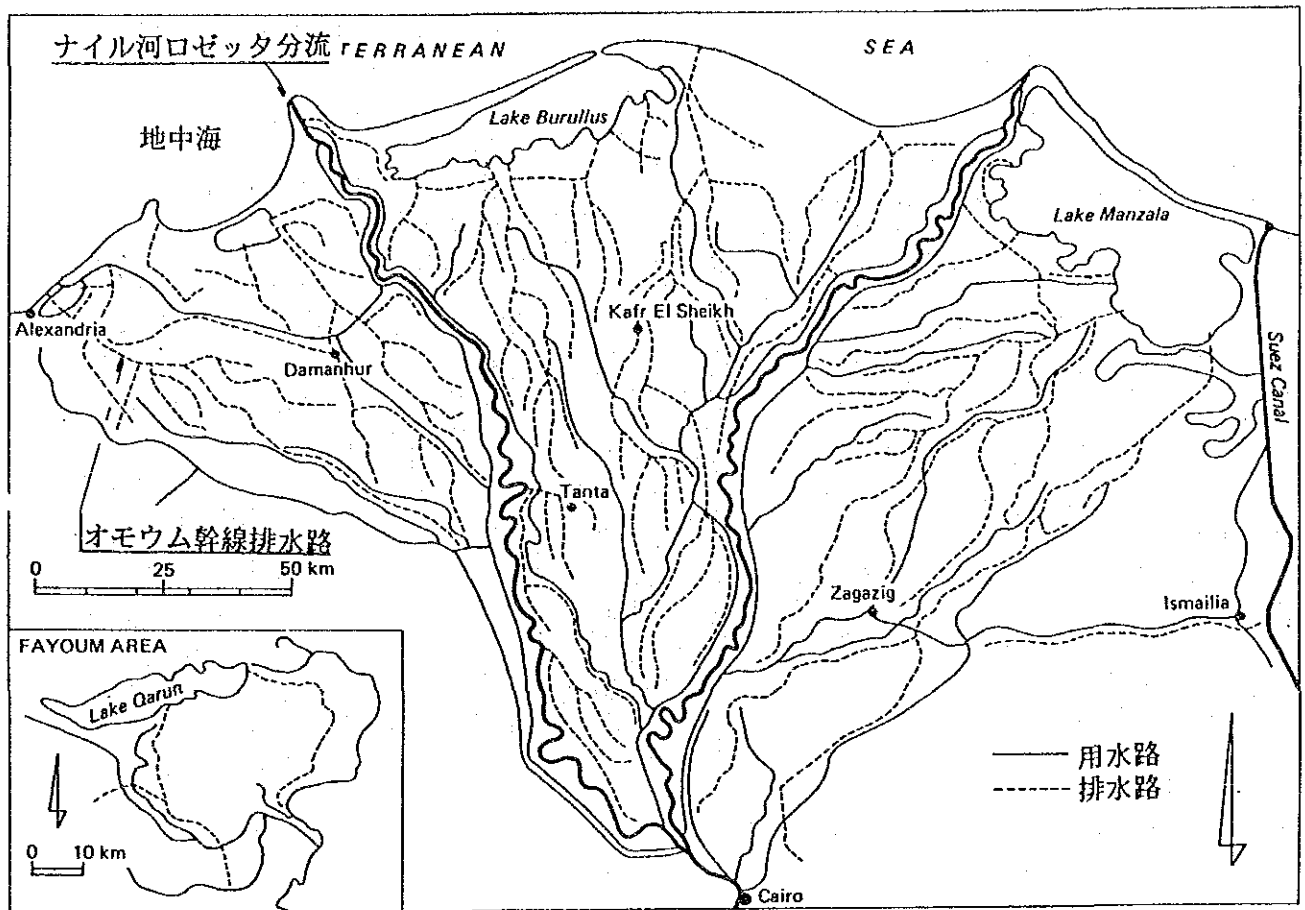 ナイル河ロゼッタ分流 TERRANEAN SEA
地中海
Lake Burullus
Lake Manzala
Alexandria
Damanhur
Kafr El Sheikh
Suez Canal
Tanta
オモウム幹線排水路
0 25 50 km
Zagazig
Ismailia
FAYOUM AREA
Lake Qarun
0 10 km
用水路
排水路
Cairo